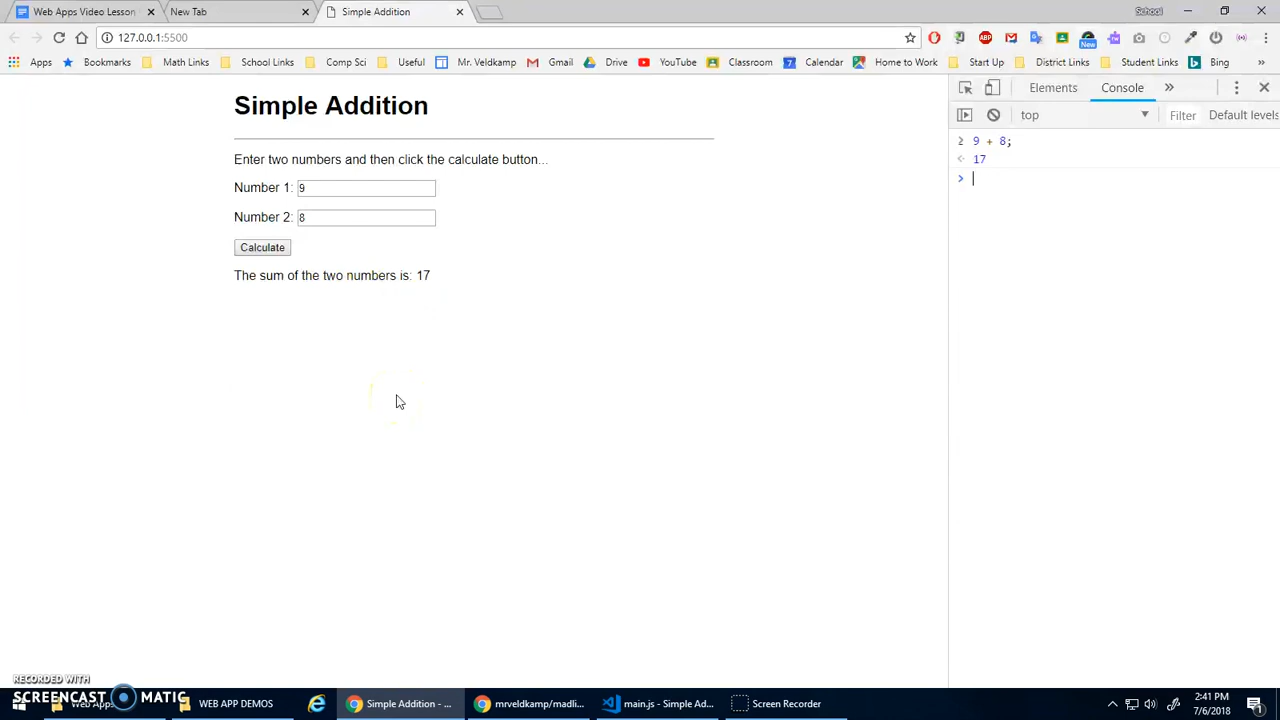 Web Apps Video Lesson
New Tab
Simple Addition
School
127.0.0.1:5500
ABP
New
Apps
Bookmarks
Math Links
School Links
Comp Sci
Useful
Mr. Veldkamp
Gmail
Drive
YouTube
Classroom
Calendar
Home to Work
Start Up
District Links
Student Links
Bing
Simple Addition
Enter two numbers and then click the calculate button...
Number 1: 9
Number 2: 8
Calculate
The sum of the two numbers is: 17
Elements
Console
top
Filter
Default levels
9 + 8;
17
RECORDED WITH
SCREENCAST MATIC
Web Apps
WEB APP DEMOS
Simple Addition - ...
mrveldkamp/madli...
main.js - Simple Ad...
Screen Recorder
2:41 PM
7/6/2018